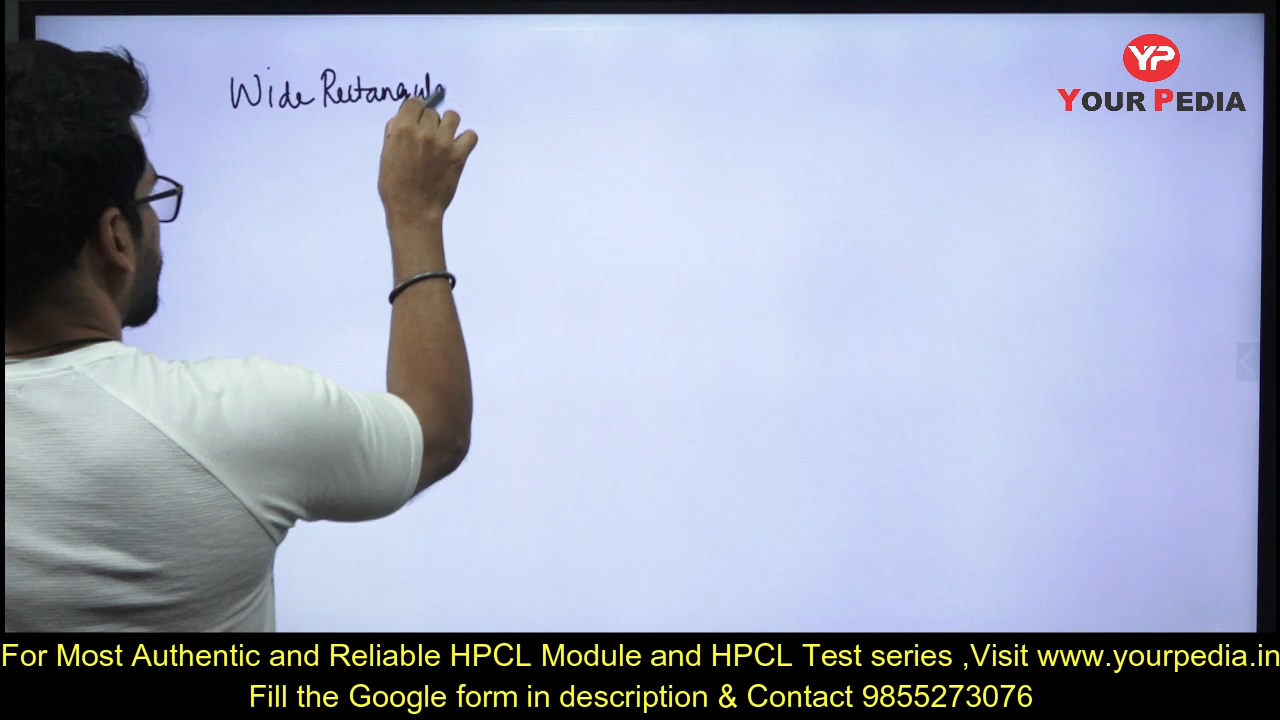 Wide Rectangula
YP
YOUR PEDIA
For Most Authentic and Reliable HPCL Module and HPCL Test series ,Visit www.yourpedia.in
Fill the Google form in description & Contact 9855273076